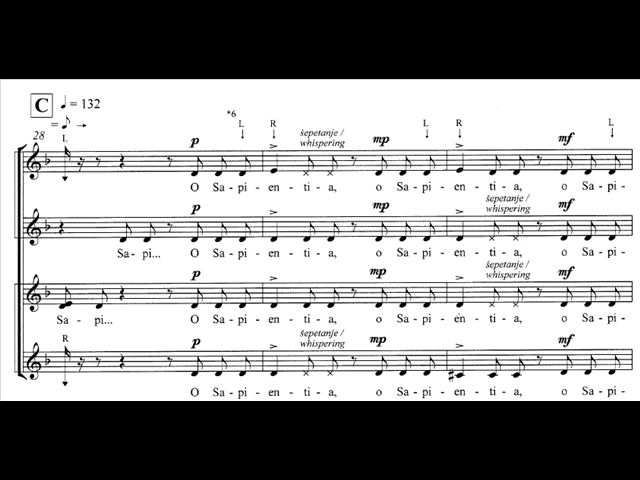 C ♩ = 132
*6
= ♪ →
28 L L R L R L
p šepetanje / whispering mp mf
O Sa - pi - en - ti - a, o Sa - pi - en - ti - a, o Sa - pi -
p mp šepetanje / whispering mf
Sa - pi... O Sa - pi - en - ti - a, o Sa - pi - en - ti - a, o Sa - pi -
p mp šepetanje / whispering mf
Sa - pi... O Sa - pi - en - ti - a, o Sa - pi - en - ti - a, o Sa - pi -
R p šepetanje / whispering mp mf
O Sa - pi - en - ti - a, o Sa - pi - en - ti - a, o Sa - pi -